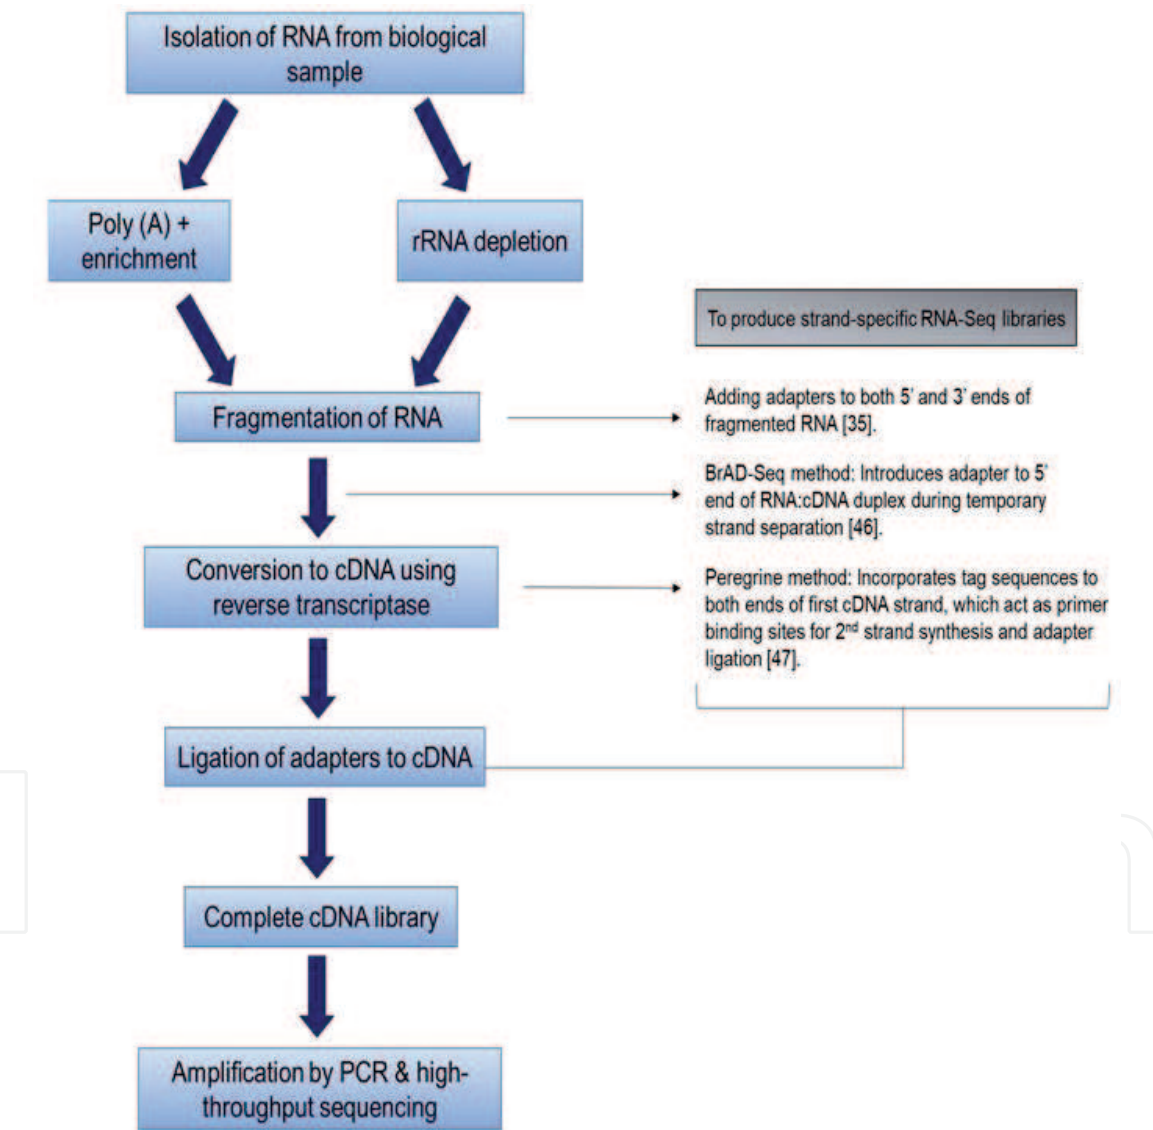 Isolation of RNA from biological
sample
Poly (A) +
enrichment
rRNA depletion
To produce strand-specific RNA-Seq libraries
Fragmentation of RNA
Adding adapters to both 5' and 3' ends of
fragmented RNA [35].
BrAD-Seq method: Introduces adapter to 5'
end of RNA:cDNA duplex during temporary
strand separation [46].
Conversion to cDNA using
reverse transcriptase
Peregrine method: Incorporates tag sequences to
both ends of first cDNA strand, which act as primer
binding sites for 2nd strand synthesis and adapter
ligation [47].
Ligation of adapters to cDNA
Complete cDNA library
Amplification by PCR & high-
throughput sequencing